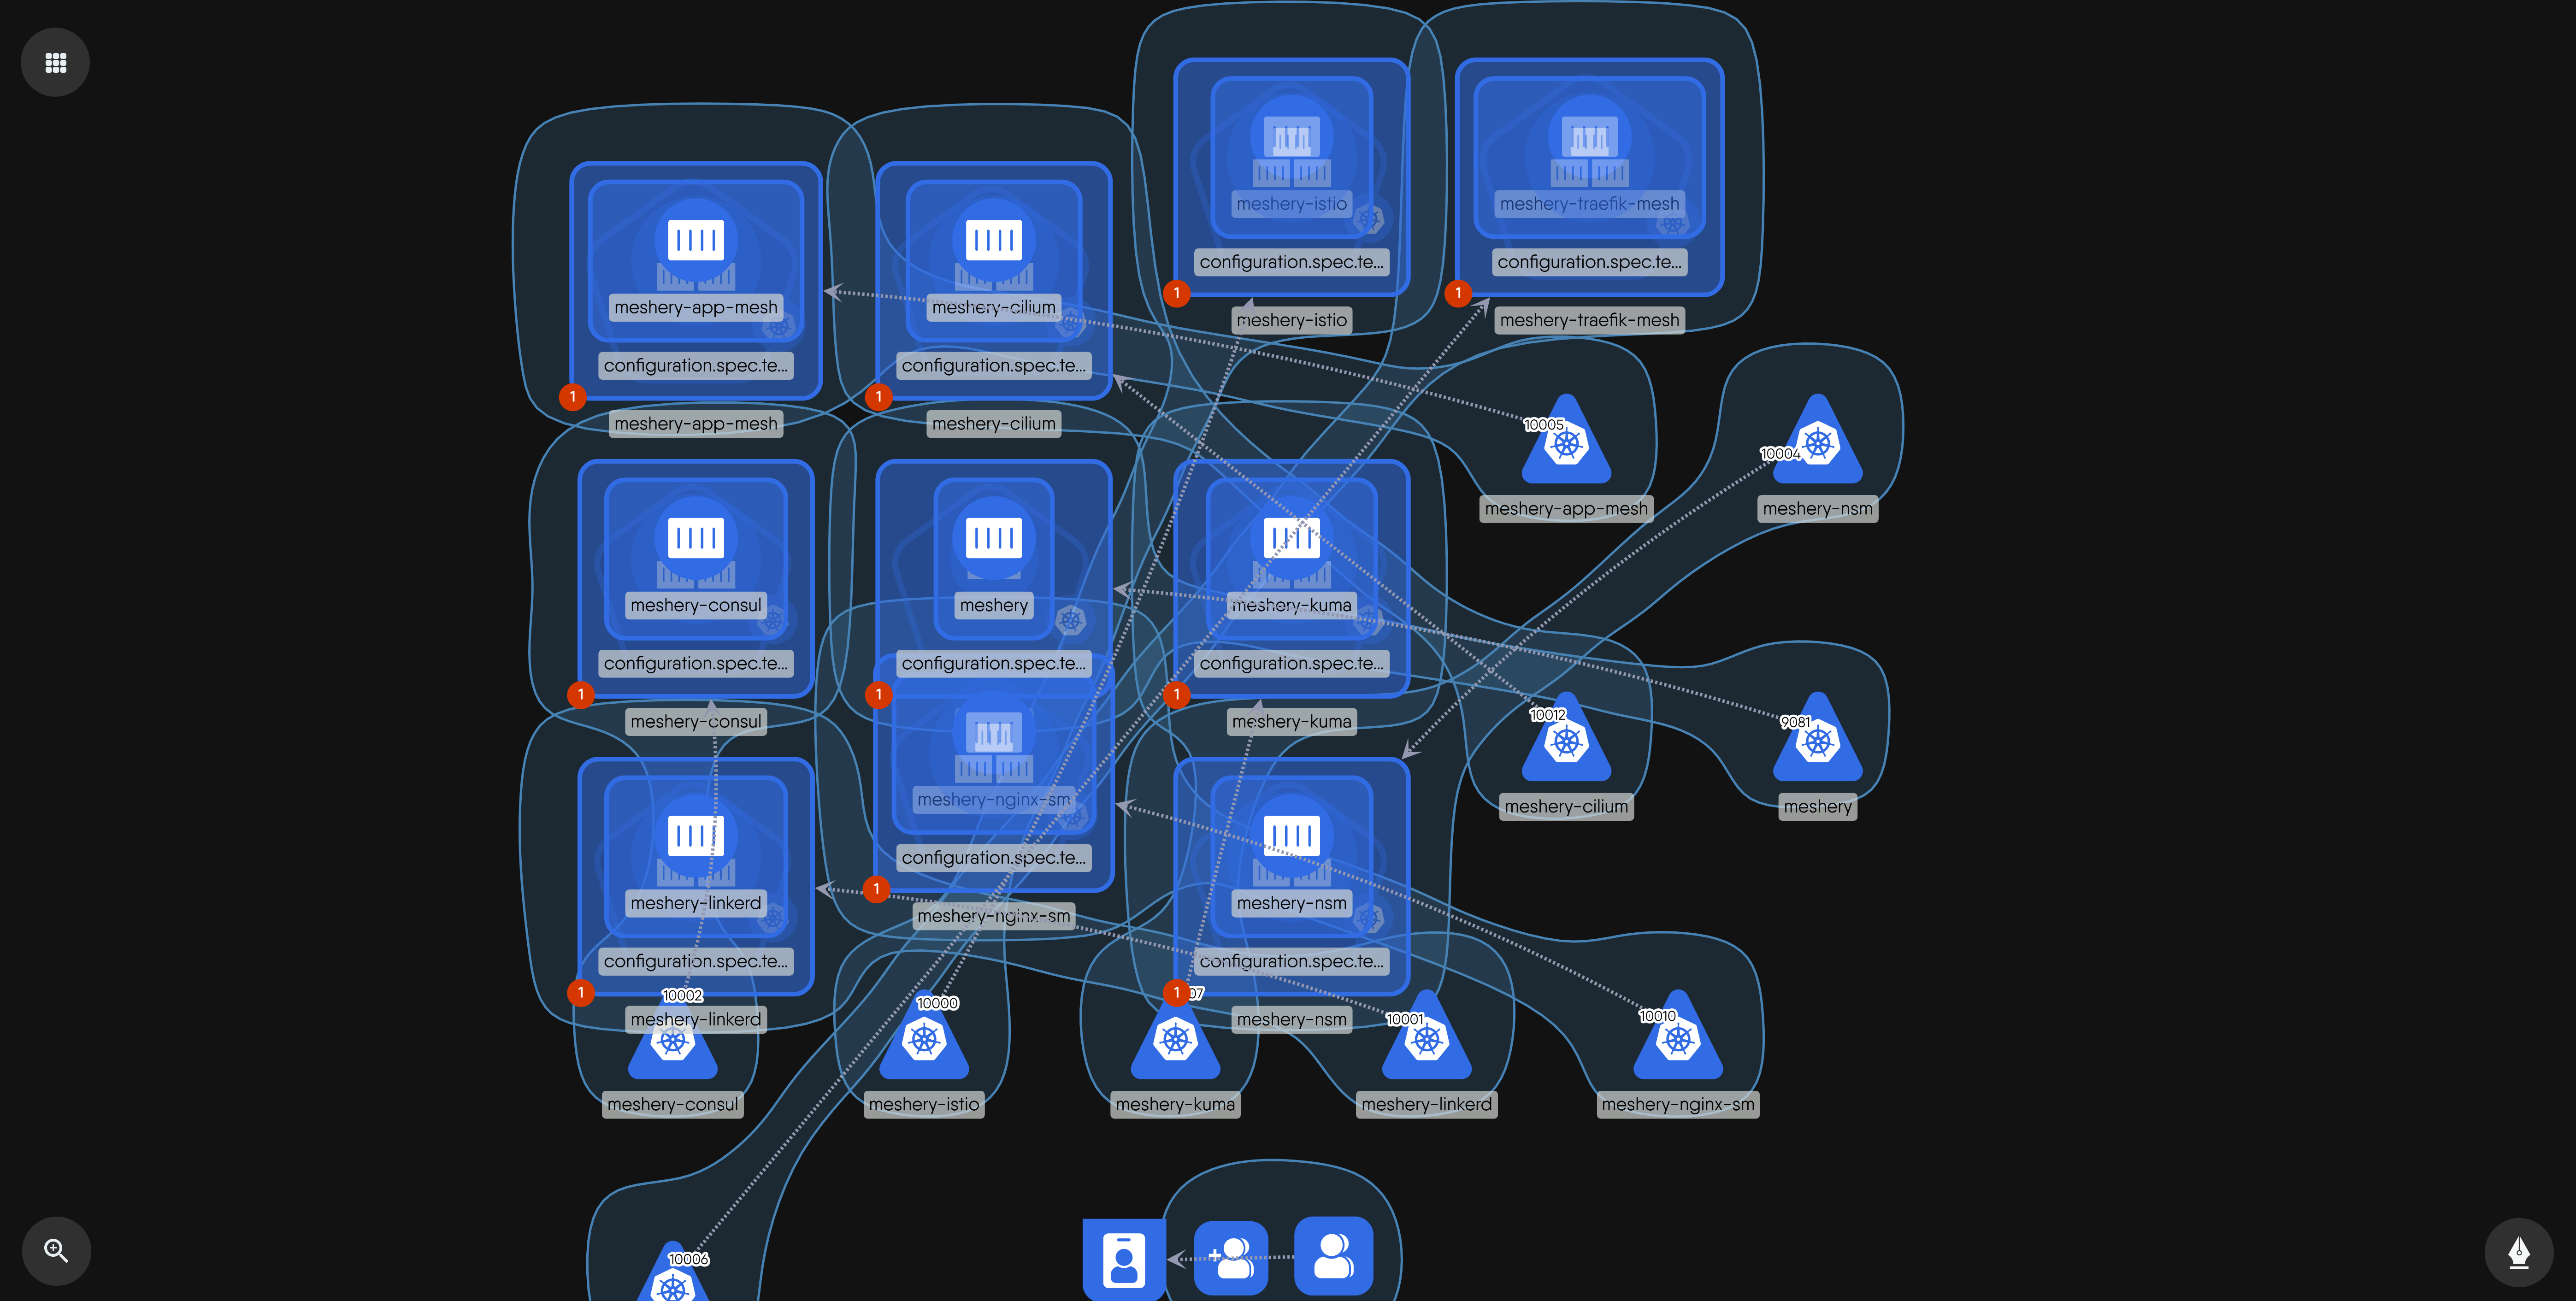 meshery-istio
configuration.spec.te...
1
meshery-istio
meshery-traefik-mesh
configuration.spec.te...
1
meshery-traefik-mesh
meshery-app-mesh
configuration.spec.te...
1
meshery-app-mesh
meshery-cilium
configuration.spec.te...
1
meshery-cilium
10005
meshery-app-mesh
10004
meshery-nsm
meshery-consul
configuration.spec.te...
1
meshery-consul
meshery
configuration.spec.te...
1
meshery-kuma
configuration.spec.te...
1
meshery-kuma
10012
meshery-cilium
9081
meshery
meshery-nginx-sm
configuration.spec.te...
1
meshery-nginx-sm
meshery-linkerd
configuration.spec.te...
1
meshery-linkerd
meshery-nsm
configuration.spec.te...
1
meshery-nsm
10002
meshery-consul
10000
meshery-istio
07
meshery-kuma
10001
meshery-linkerd
10010
meshery-nginx-sm
10006